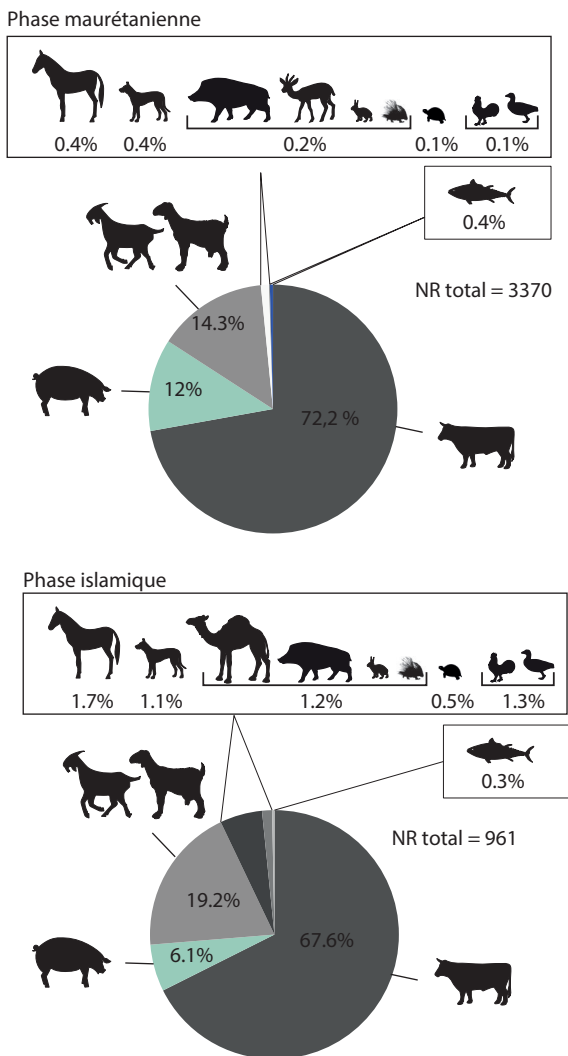 Phase maurétanienne
0.4% 0.4% 0.2% 0.1% 0.1%
0.4%
NR total = 3370
14.3%
12%
72,2 %
Phase islamique
1.7% 1.1% 1.2% 0.5% 1.3%
0.3%
NR total = 961
19.2%
67.6%
6.1%